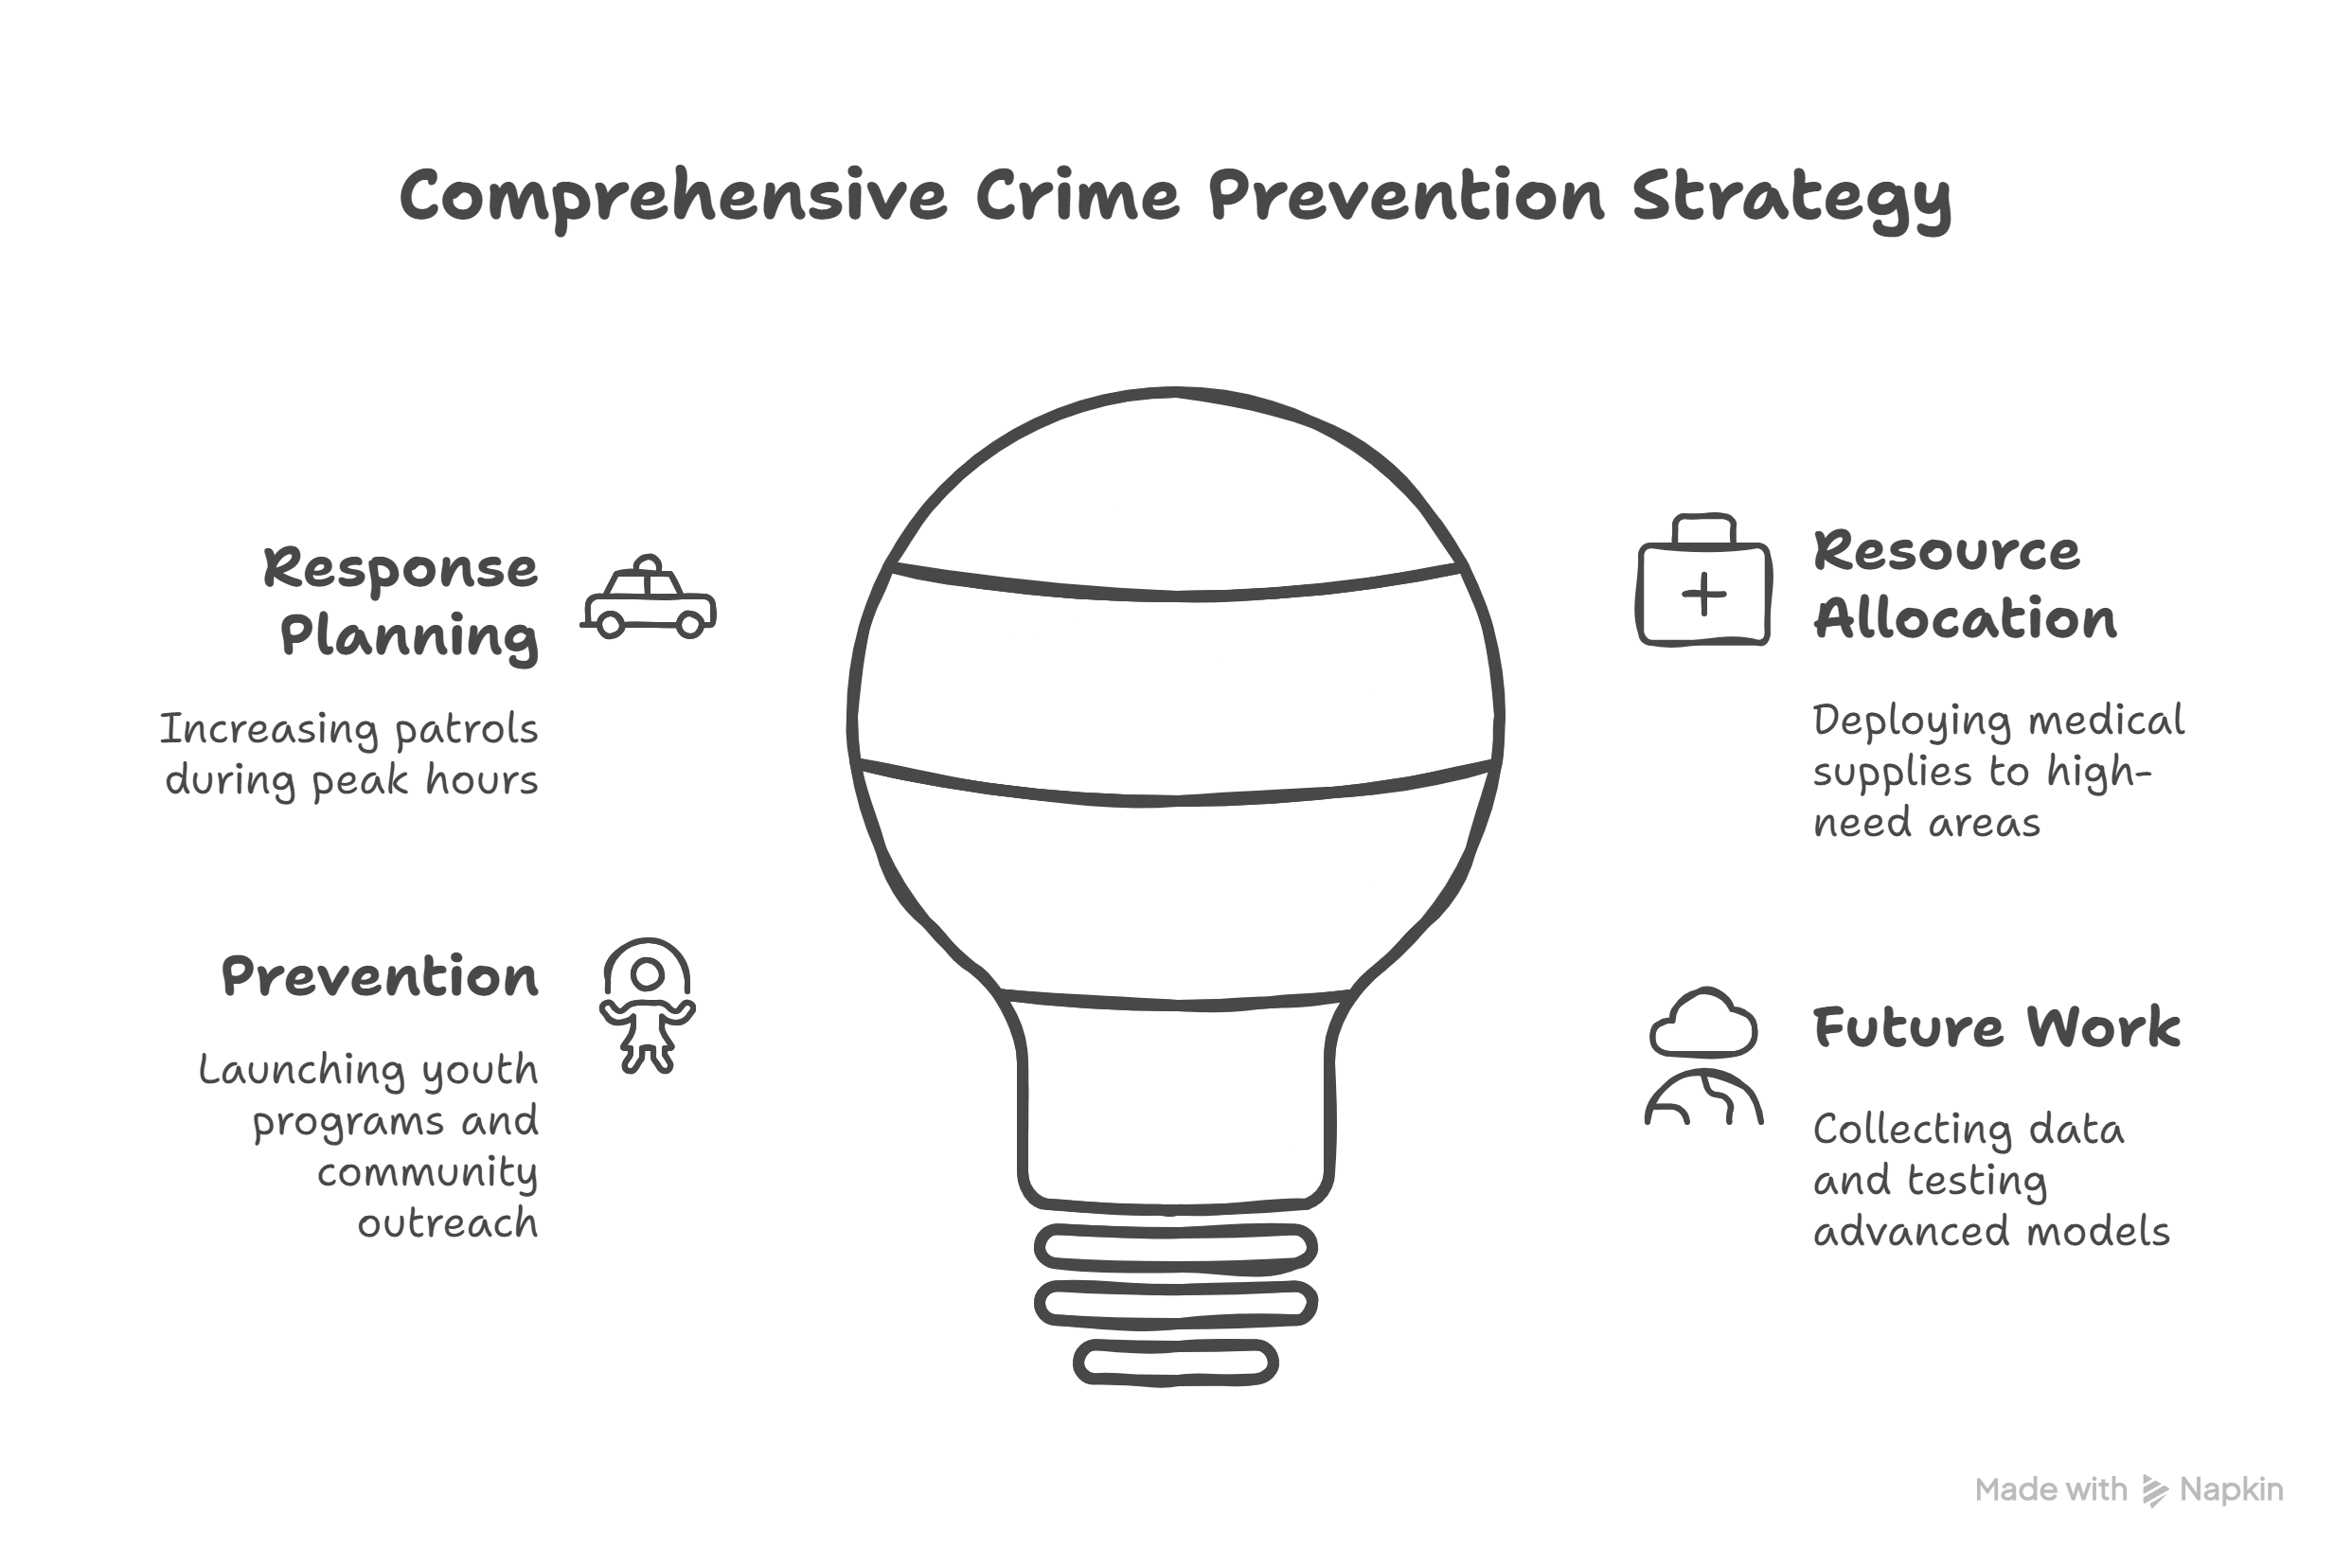 Comprehensive Crime Prevention Strategy
Response
Planning
Increasing patrols
during peak hours
Resource
Allocation
Deploying medical
supplies to high-
need areas
Prevention
Launching youth
programs and
community
outreach
Future Work
Collecting data
and testing
advanced models
Made with Napkin